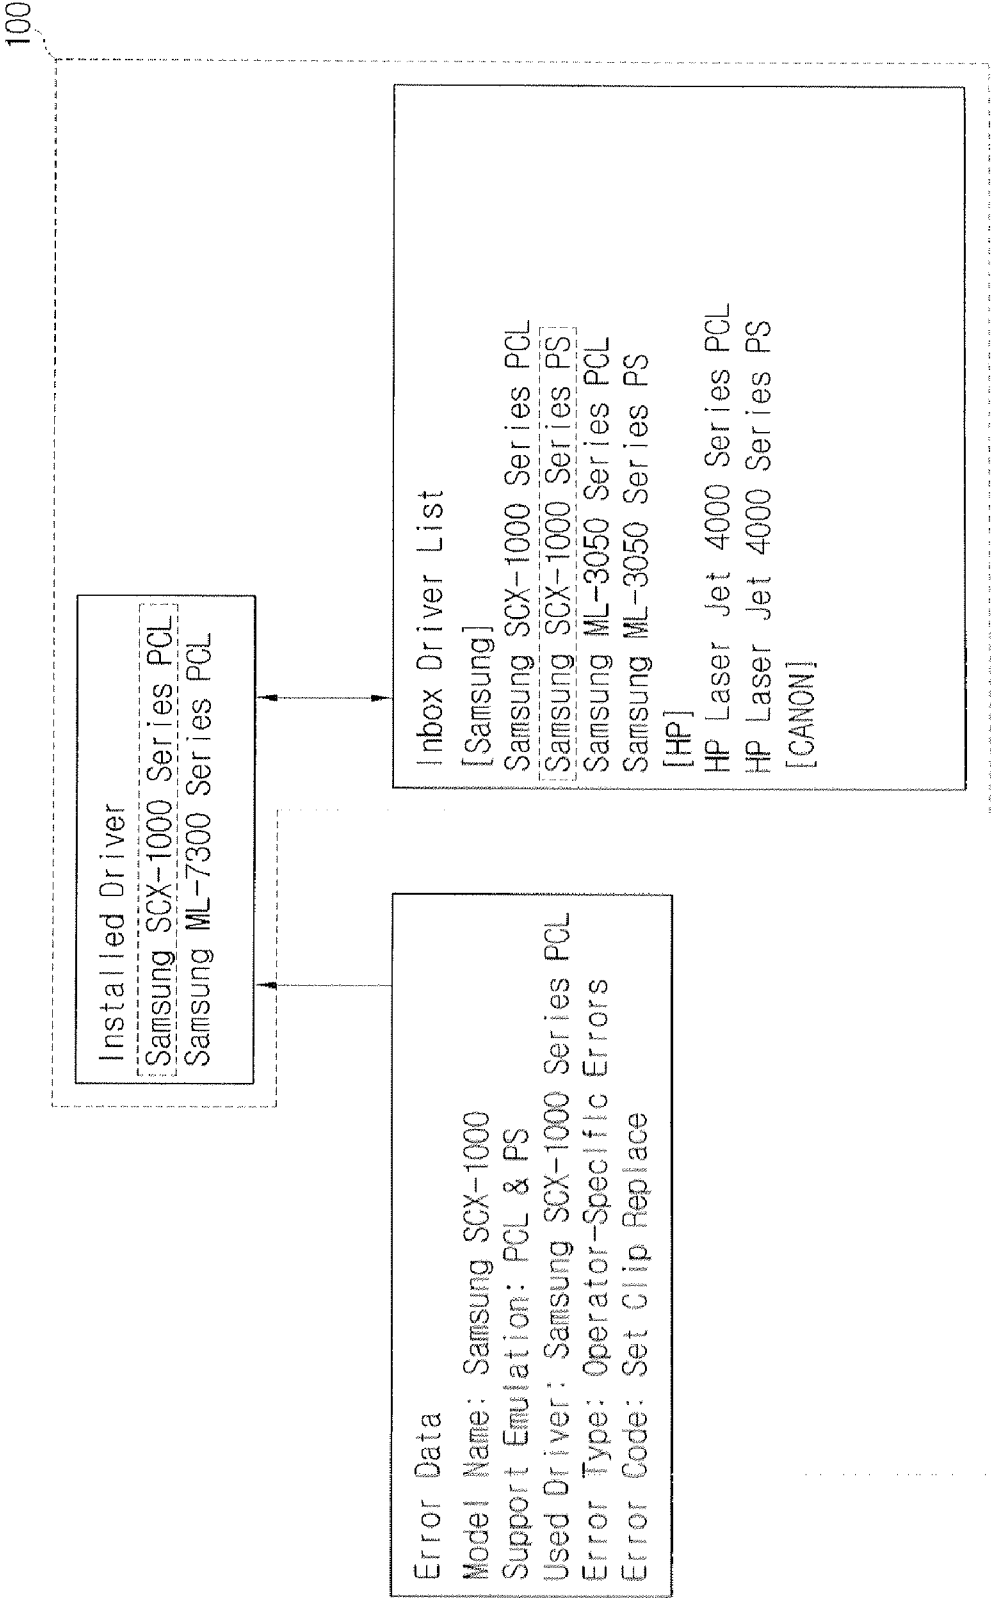 100
Installed Driver
Samsung SCX-1000 Series PCL
Samsung ML-7300 Series PCL
Error Data
Model Name: Samsung SCX-1000
Support Emulation: PCL & PS
Used Driver: Samsung SCX-1000 Series PCL
Error Type: Operator-Specific Errors
Error Code: Set Clip Replace
Inbox Driver List
[Samsung]
Samsung SCX-1000 Series PCL
Samsung SCX-1000 Series PS
Samsung ML-3050 Series PCL
Samsung ML-3050 Series PS
[HP]
HP Laser Jet 4000 Series PCL
HP Laser Jet 4000 Series PS
[CANON]